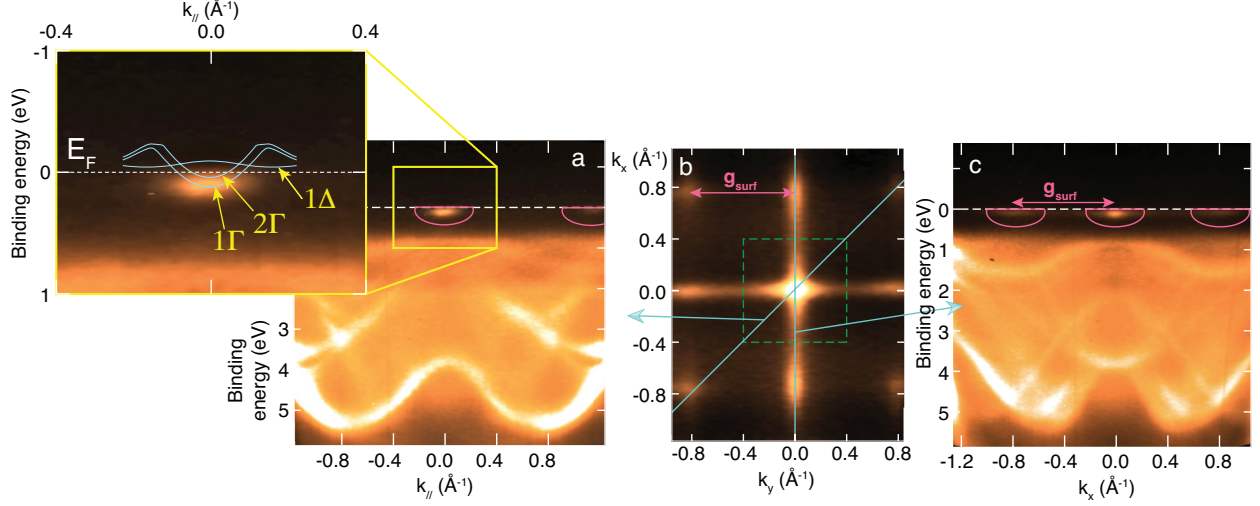 k// (Å-1)
-0.4 0.0 0.4
Binding energy (eV)
-1
0
1
EF
1Δ
2Γ
1Γ
a
3
4
5
Binding
energy (eV)
-0.8 -0.4 0.0 0.4 0.8
k// (Å-1)
kx (Å-1)
b
gsurf
0.8
0.4
0.0
-0.4
-0.8
-0.8 -0.4 0.0 0.4 0.8
ky (Å-1)
c
gsurf
Binding energy (eV)
-1
0
1
2
3
4
5
-1.2 -0.8 -0.4 0.0 0.4 0.8
kx (Å-1)